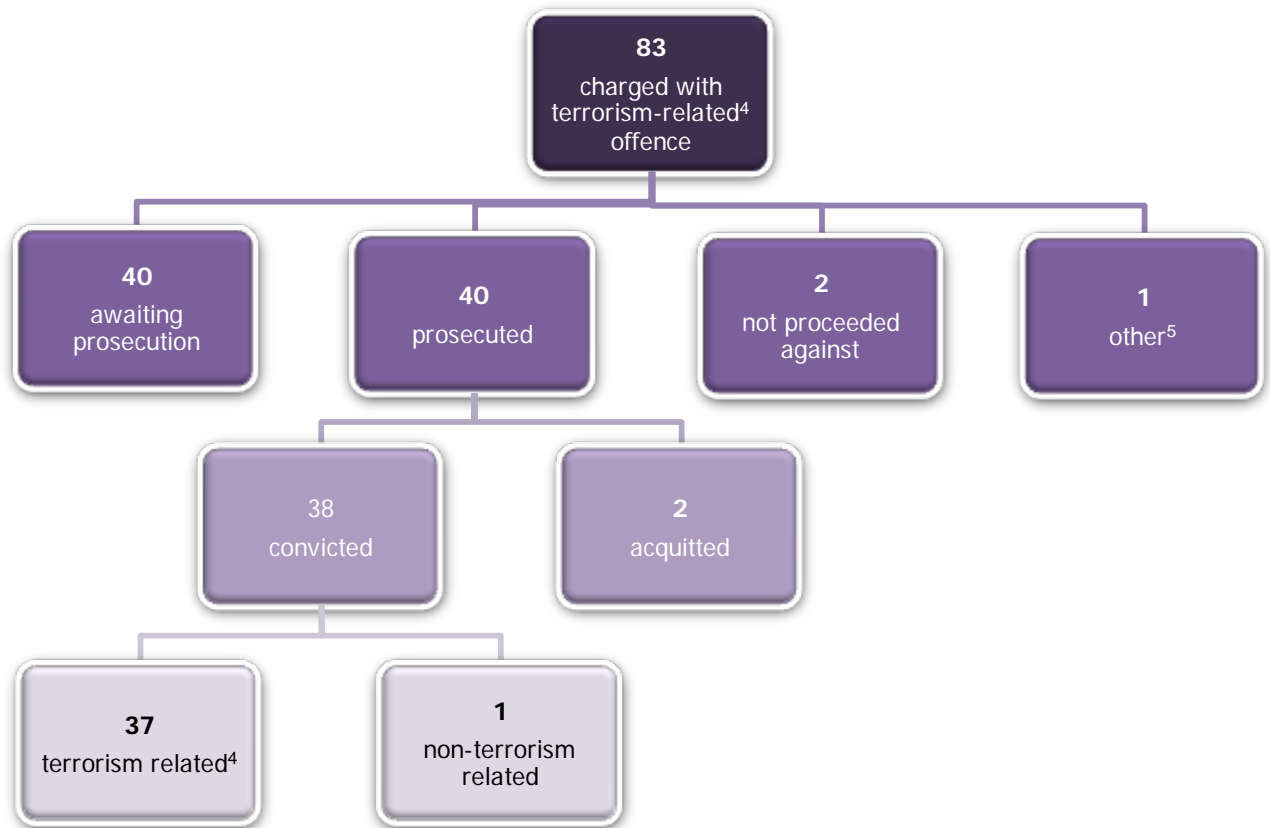 83
charged with
terrorism-related⁴
offence
40
awaiting
prosecution
40
prosecuted
2
not proceeded
against
1
other⁵
38
convicted
2
acquitted
37
terrorism related⁴
1
non-terrorism
related